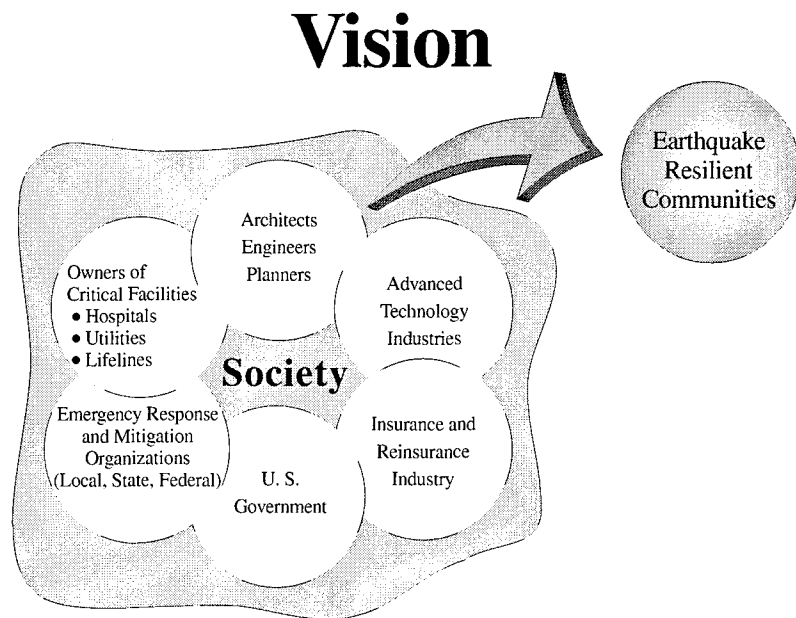 Vision
Earthquake
Resilient
Communities
Architects
Engineers
Planners
Owners of
Critical Facilities
• Hospitals
• Utilities
• Lifelines
Advanced
Technology
Industries
Society
Emergency Response
and Mitigation
Organizations
(Local, State, Federal)
U. S.
Government
Insurance and
Reinsurance
Industry